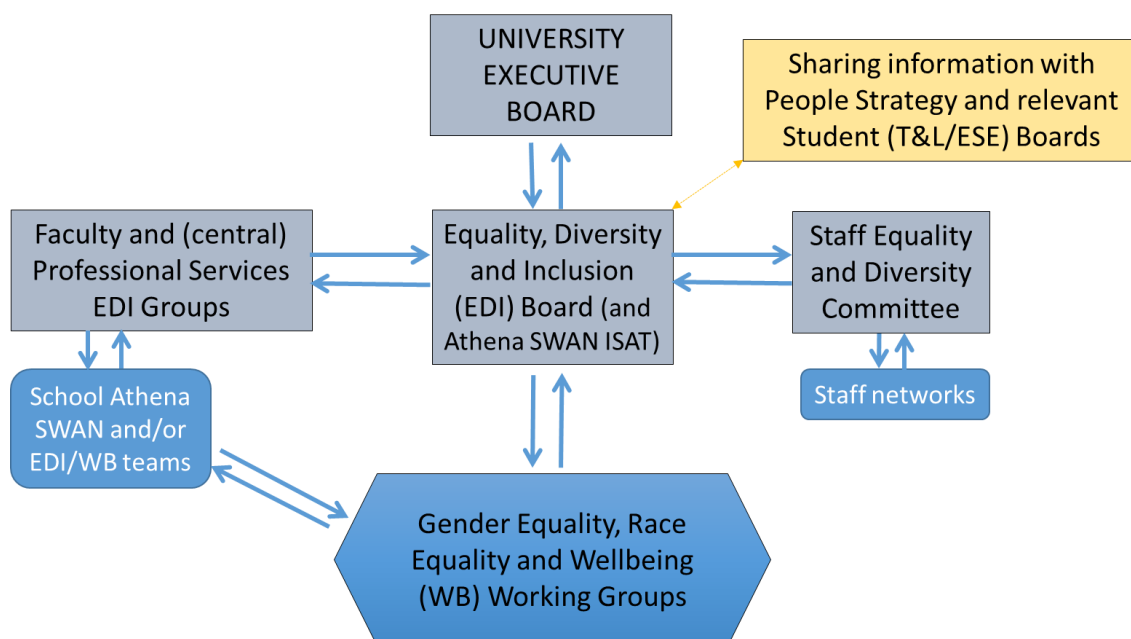 UNIVERSITY
EXECUTIVE
BOARD
Sharing information with
People Strategy and relevant
Student (T&L/ESE) Boards
Faculty and (central)
Professional Services
EDI Groups
Equality, Diversity
and Inclusion
(EDI) Board (and
Athena SWAN ISAT)
Staff Equality
and Diversity
Committee
School Athena
SWAN and/or
EDI/WB teams
Staff networks
Gender Equality, Race
Equality and Wellbeing
(WB) Working Groups